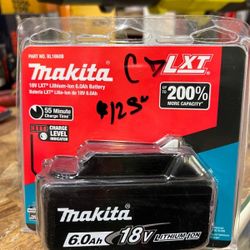 PART NO. BL1860B
makita
18V LXT® Lithium-Ion 6.0Ah Battery
LXT
55 Minute
Charge Time
CHARGE LEVEL
INDICATOR
UP TO 200%
MORE CAPACITY
$125
makita
6.0Ah 18V LITHIUM-ION